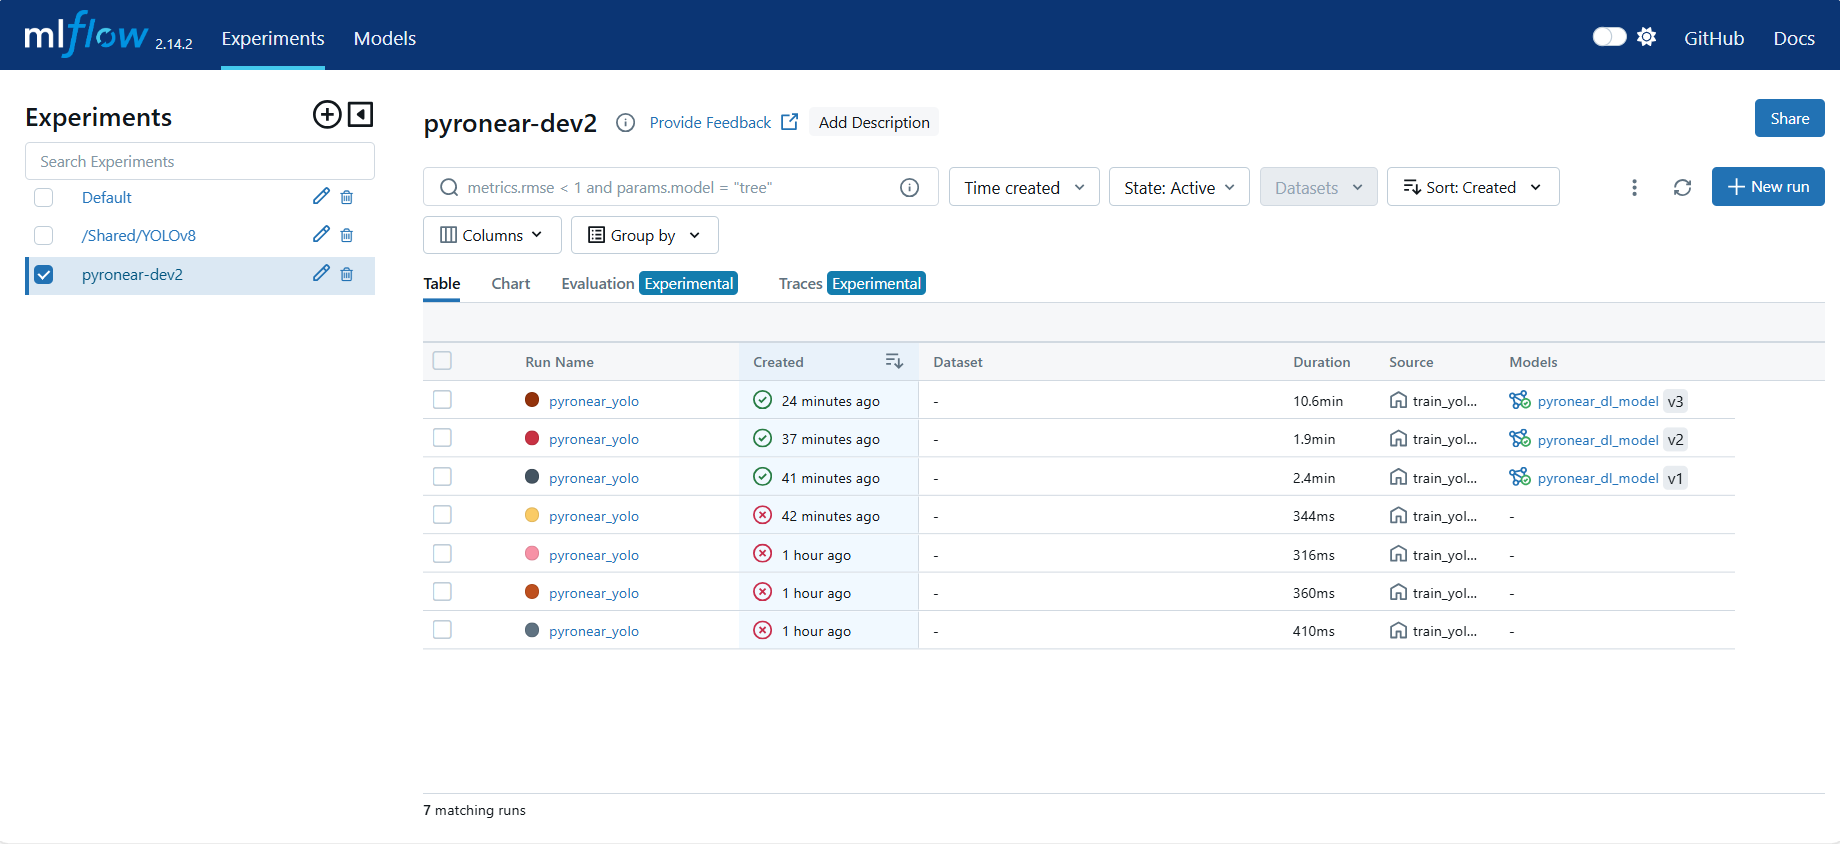 mlflow 2.14.2 Experiments Models GitHub Docs
Experiments
Search Experiments
Default
/Shared/YOLOv8
pyronear-dev2
pyronear-dev2 Provide Feedback Add Description Share
metrics.rmse < 1 and params.model = "tree" Time created State: Active Datasets Sort: Created New run
Columns Group by
Table Chart Evaluation Experimental Traces Experimental
Run Name Created Dataset Duration Source Models
pyronear_yolo 24 minutes ago - 10.6min train_yol... pyronear_dl_model v3
pyronear_yolo 37 minutes ago - 1.9min train_yol... pyronear_dl_model v2
pyronear_yolo 41 minutes ago - 2.4min train_yol... pyronear_dl_model v1
pyronear_yolo 42 minutes ago - 344ms train_yol... -
pyronear_yolo 1 hour ago - 316ms train_yol... -
pyronear_yolo 1 hour ago - 360ms train_yol... -
pyronear_yolo 1 hour ago - 410ms train_yol... -
7 matching runs